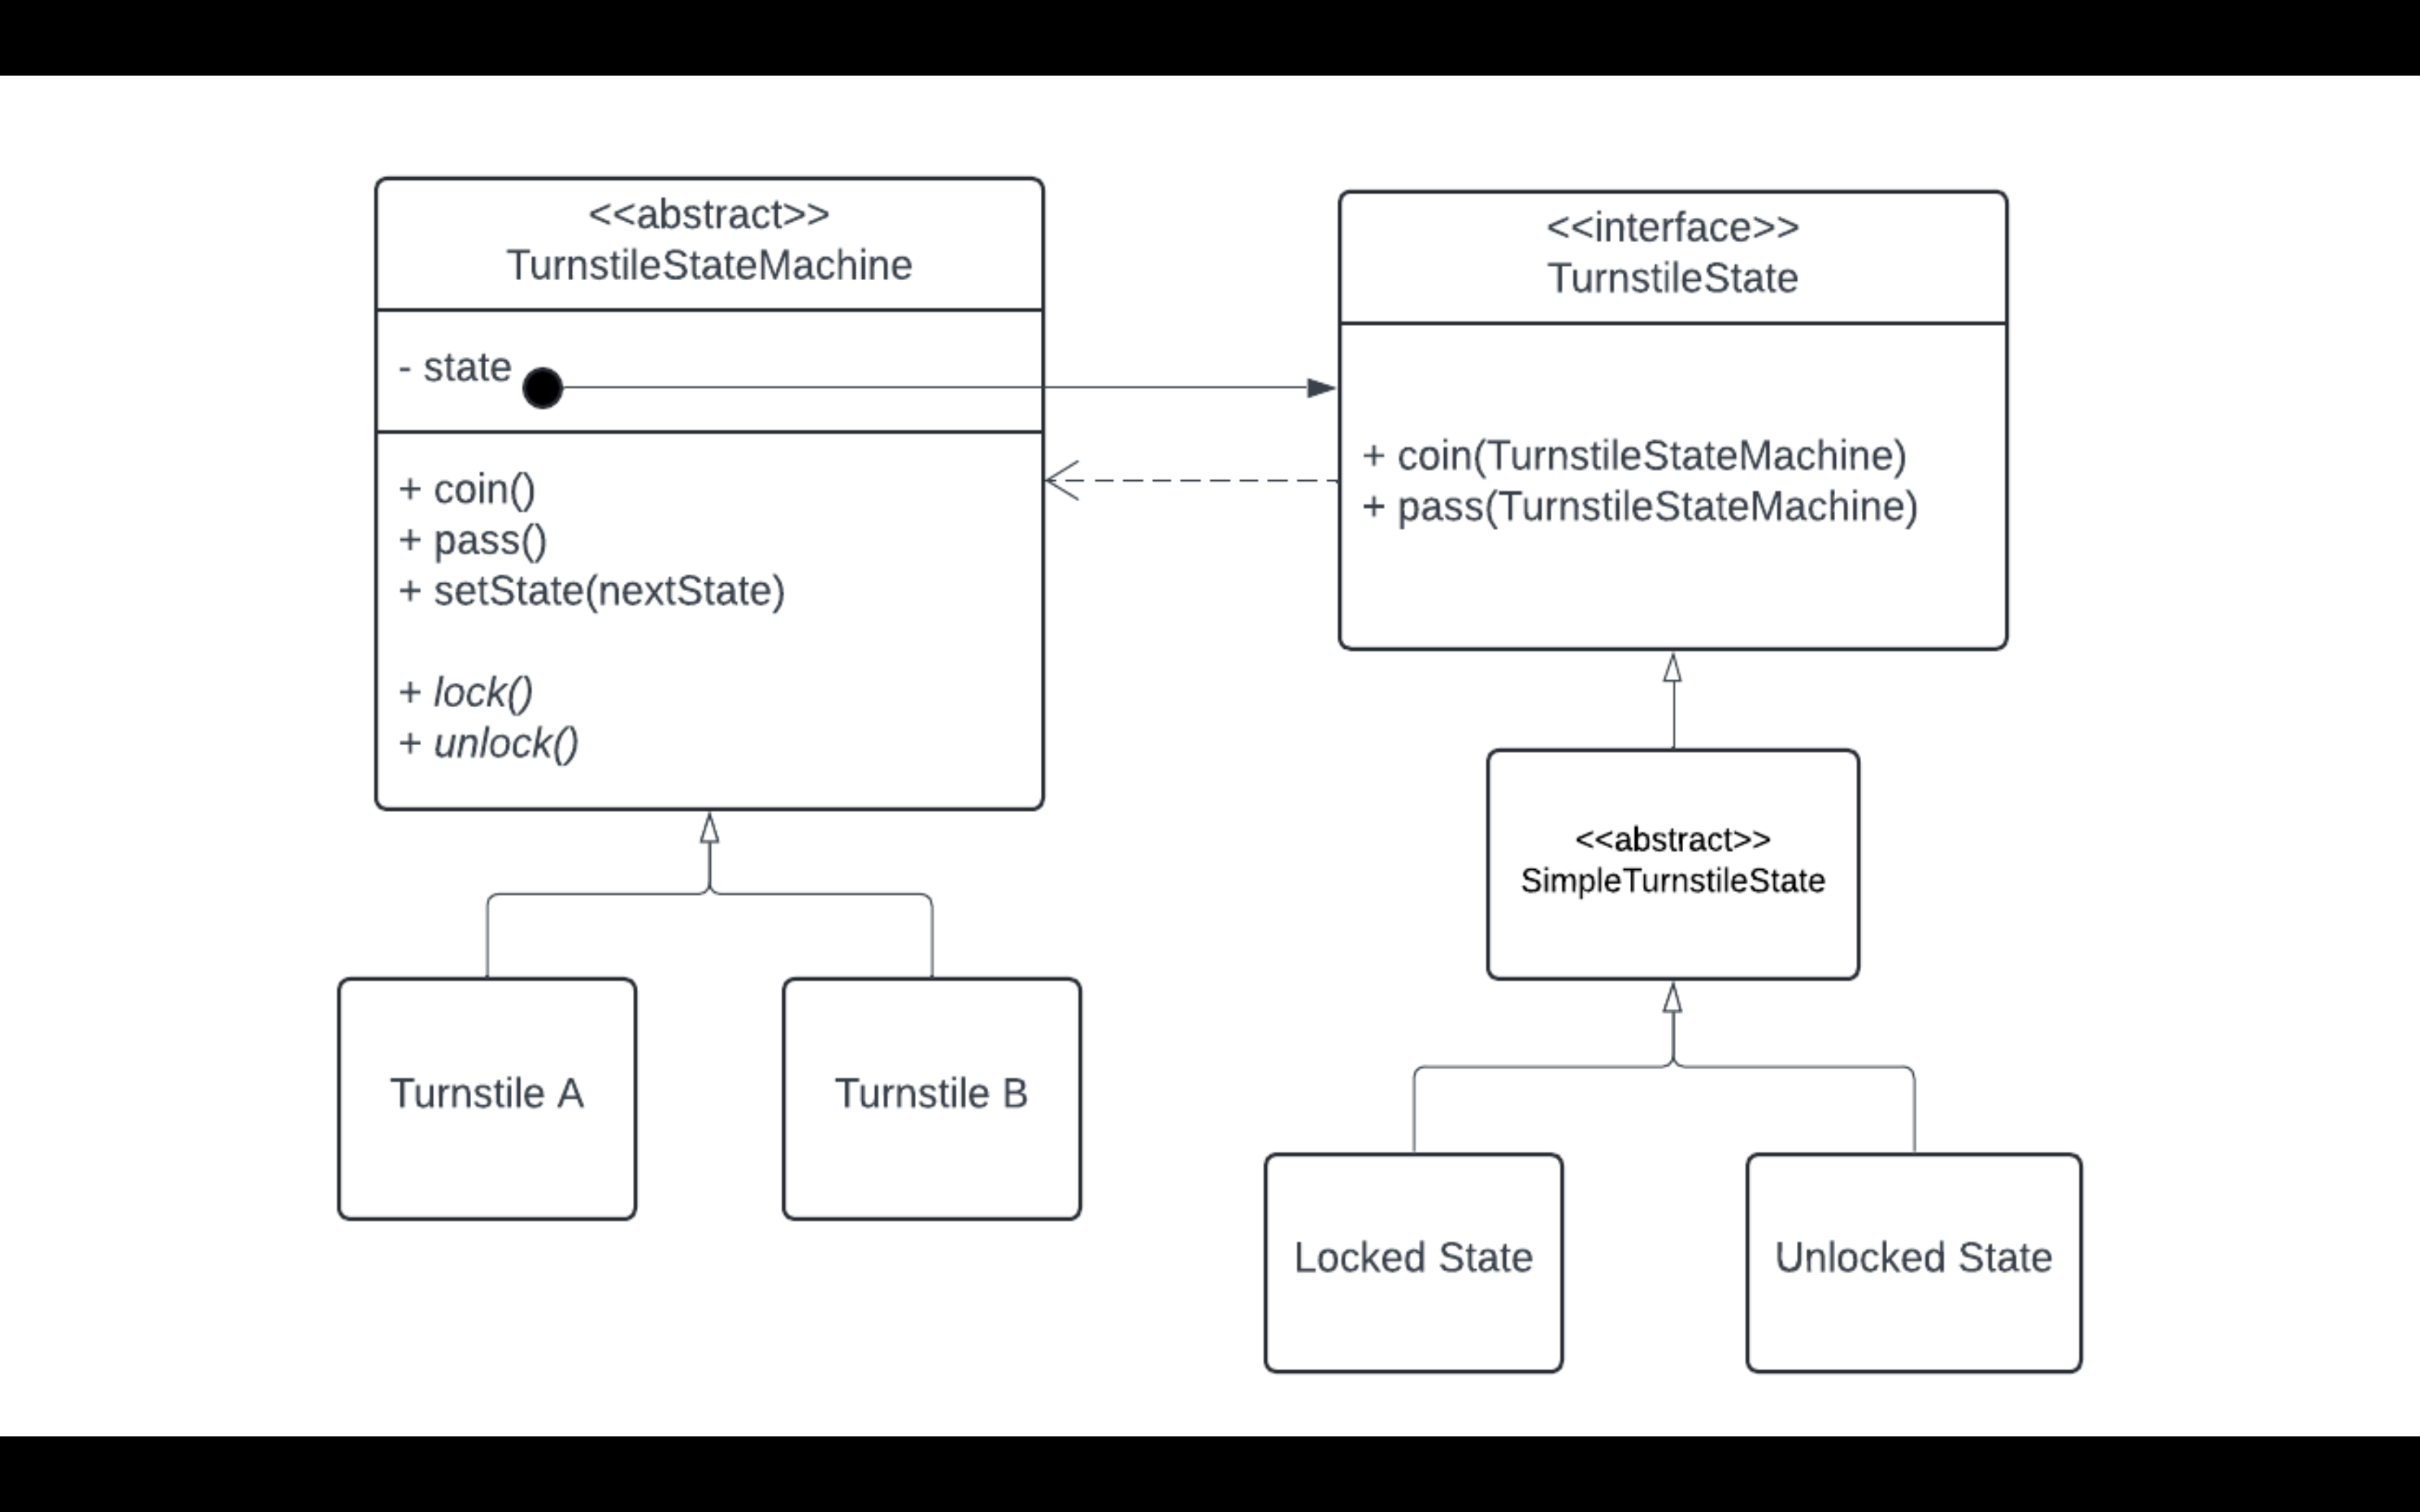 <<abstract>>
TurnstileStateMachine
- state
+ coin()
+ pass()
+ setState(nextState)
+ lock()
+ unlock()
<<interface>>
TurnstileState
+ coin(TurnstileStateMachine)
+ pass(TurnstileStateMachine)
<<abstract>>
SimpleTurnstileState
Turnstile A
Turnstile B
Locked State
Unlocked State